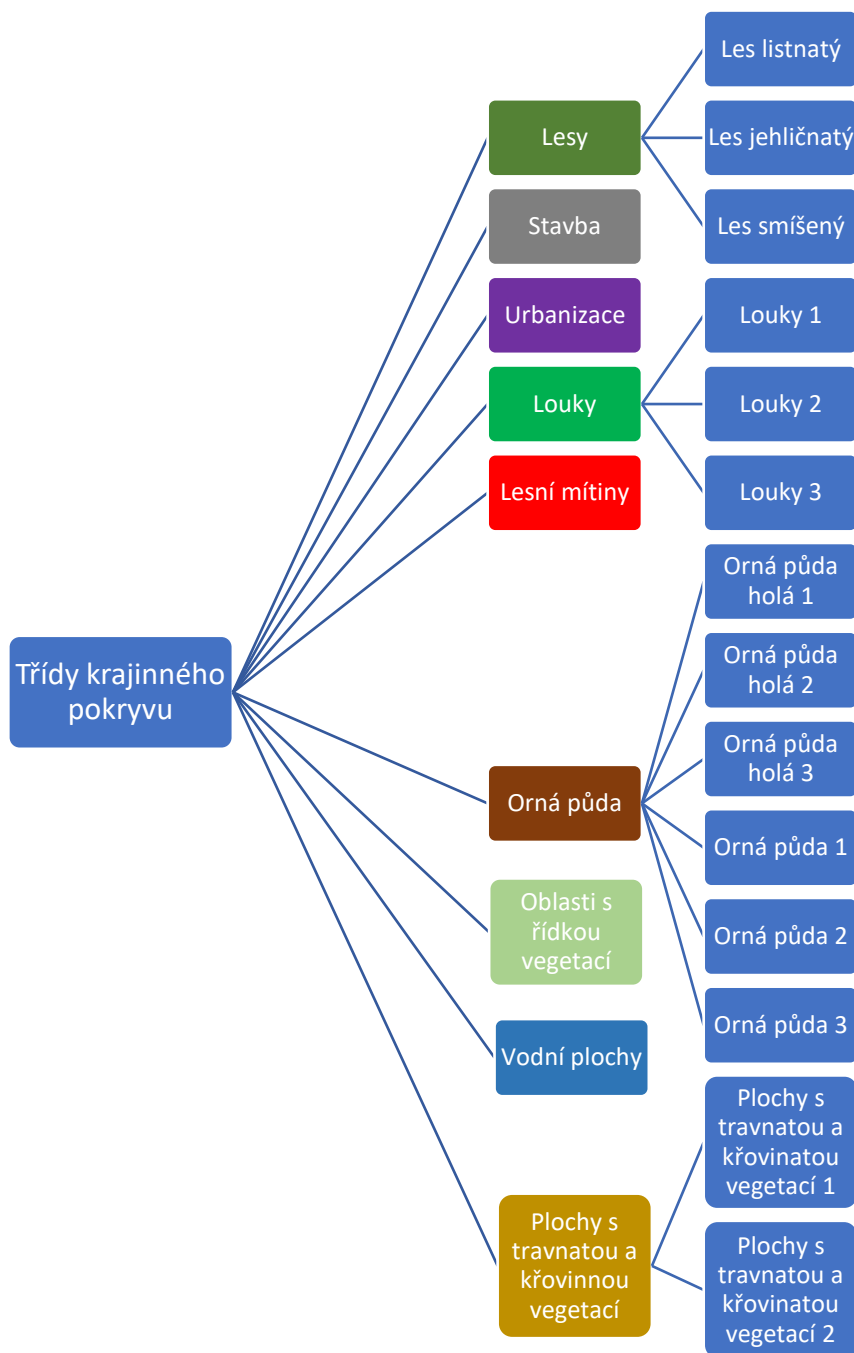 Les listnatý
Lesy
Les jehličnatý
Stavba
Les smíšený
Urbanizace
Louky 1
Louky
Louky 2
Lesní mítiny
Louky 3
Třídy krajinného
pokryvu
Orná půda
holá 1
Orná půda
holá 2
Orná půda
holá 3
Orná půda
Orná půda 1
Oblasti s
řídkou
vegetací
Orná půda 2
Orná půda 3
Vodní plochy
Plochy s
travnatou a
křovinatou
vegetací 1
Plochy s
travnatou a
křovinnou
vegetací
Plochy s
travnatou a
křovinatou
vegetací 2